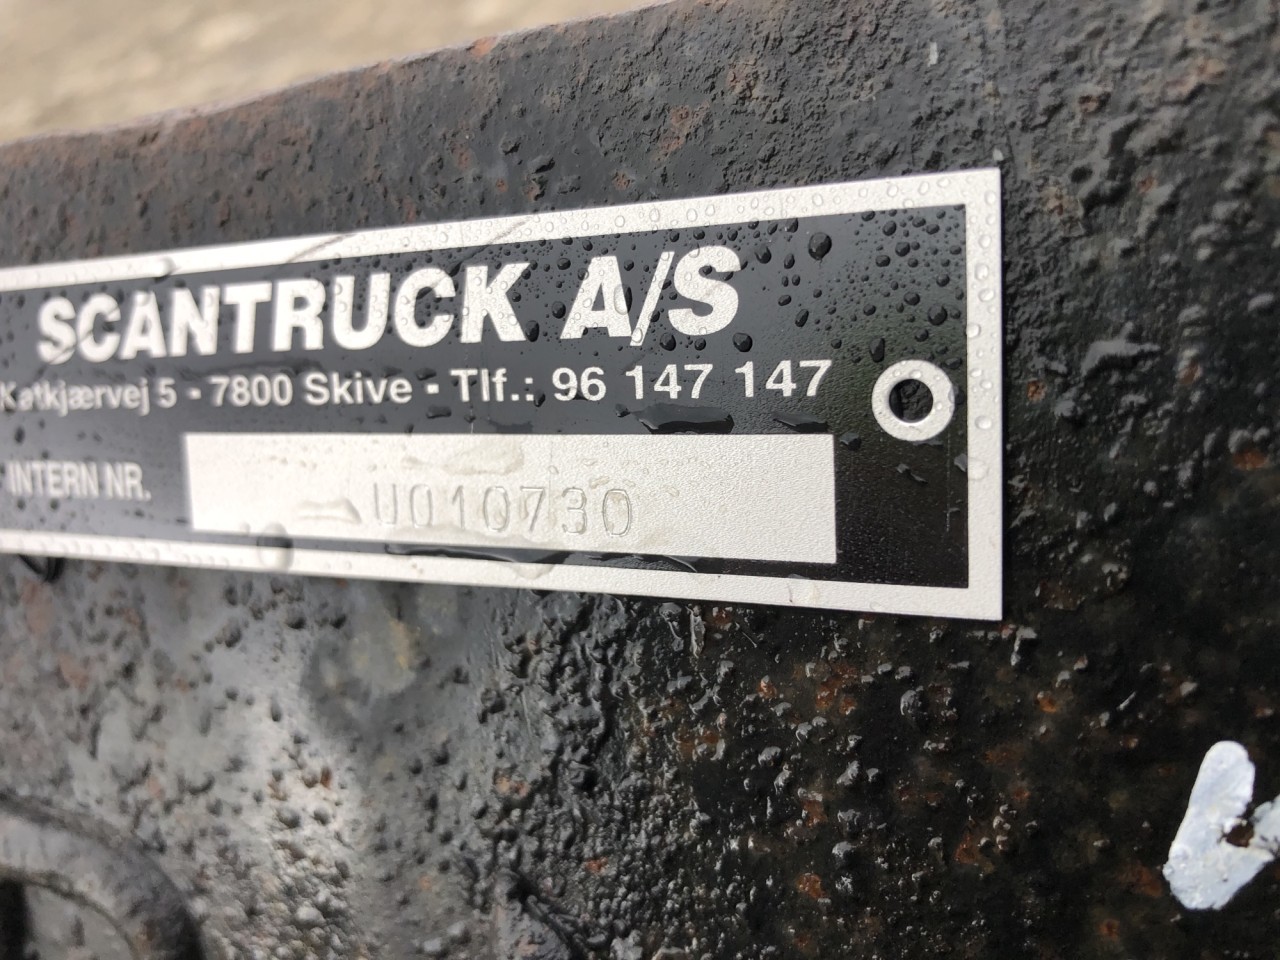 SCANTRUCK A/S
Katkjærvej 5 - 7800 Skive - Tlf.: 96 147 147
INTERN NR.
U010730